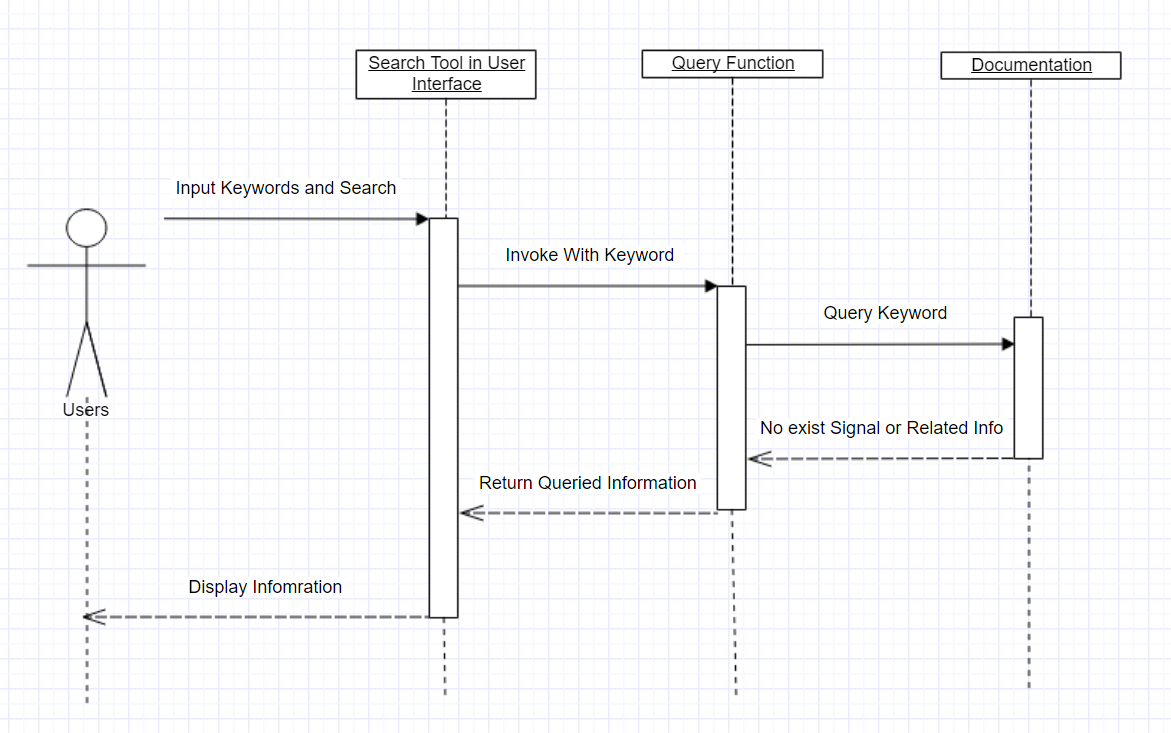 Search Tool in User
Interface
Query Function
Documentation
Input Keywords and Search
Invoke With Keyword
Query Keyword
Users
No exist Signal or Related Info
Return Queried Information
Display Infomration